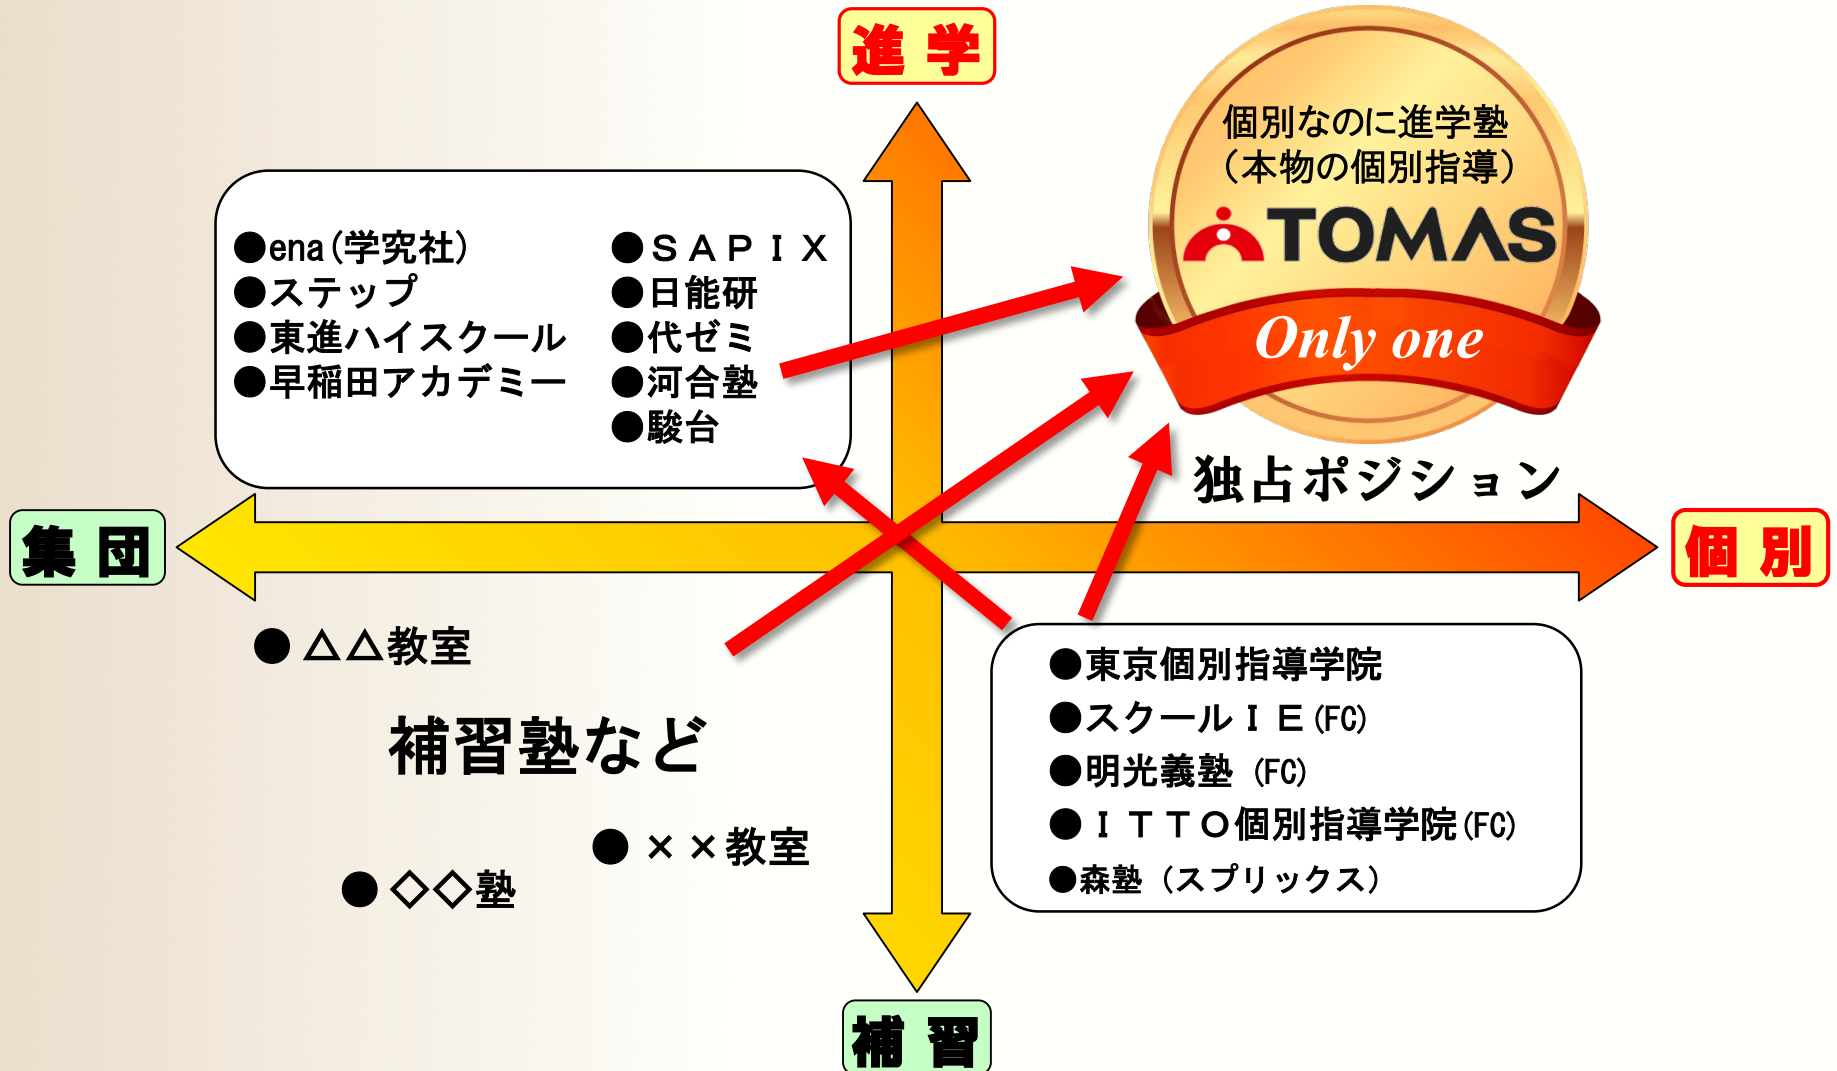 進 学
個別なのに進学塾
（本物の個別指導）
TOMAS
Only one
独占ポジション
●ena(学究社)
●ステップ
●東進ハイスクール
●早稲田アカデミー
●ＳＡＰＩＸ
●日能研
●代ゼミ
●河合塾
●駿台
集 団
個 別
● △△教室
補習塾など
● ××教室
● ◇◇塾
●東京個別指導学院
●スクールＩＥ(FC)
●明光義塾 (FC)
●ＩＴＴＯ個別指導学院(FC)
●森塾（スプリックス）
補 習